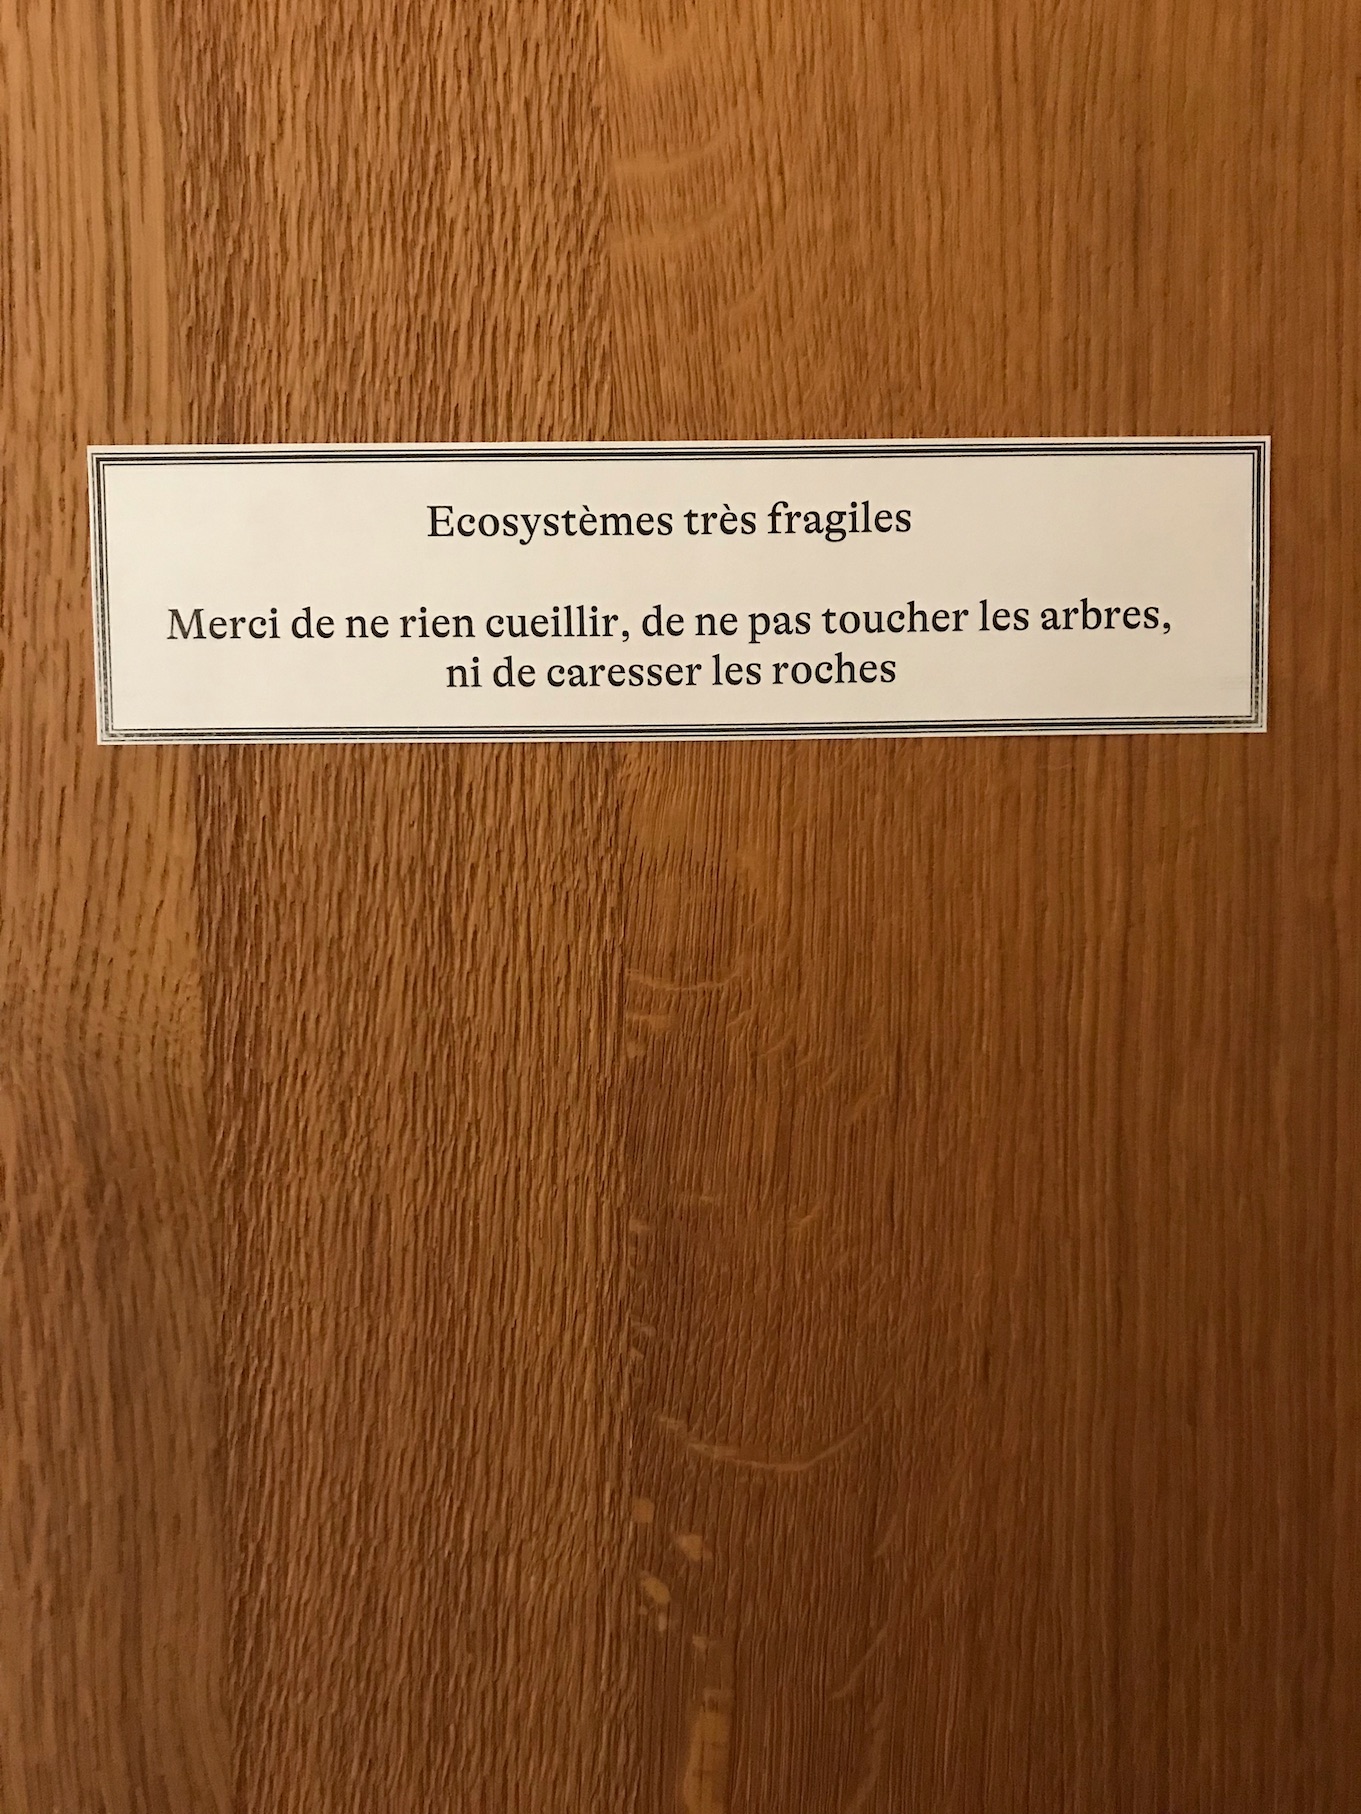 Ecosystèmes très fragiles
Merci de ne rien cueillir, de ne pas toucher les arbres,
ni de caresser les roches